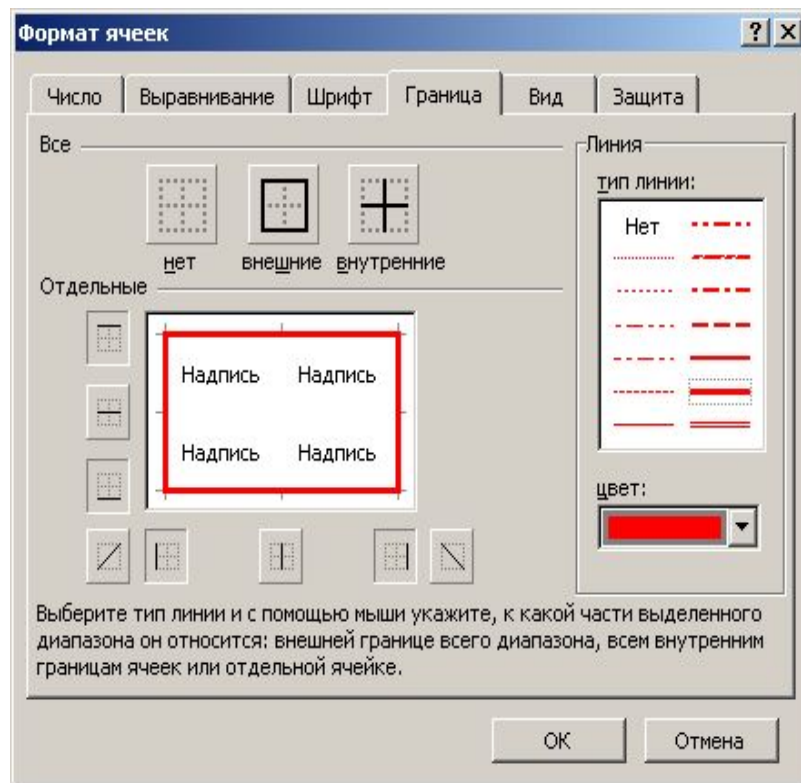 Формат ячеек
Число Выравнивание Шрифт Граница Вид Защита
Все
нет внешние внутренние
Отдельные
Надпись Надпись
Надпись Надпись
Линия
тип линии:
Нет
цвет:
Выберите тип линии и с помощью мыши укажите, к какой части выделенного
диапазона он относится: внешней границе всего диапазона, всем внутренним
границам ячеек или отдельной ячейке.
ОК Отмена